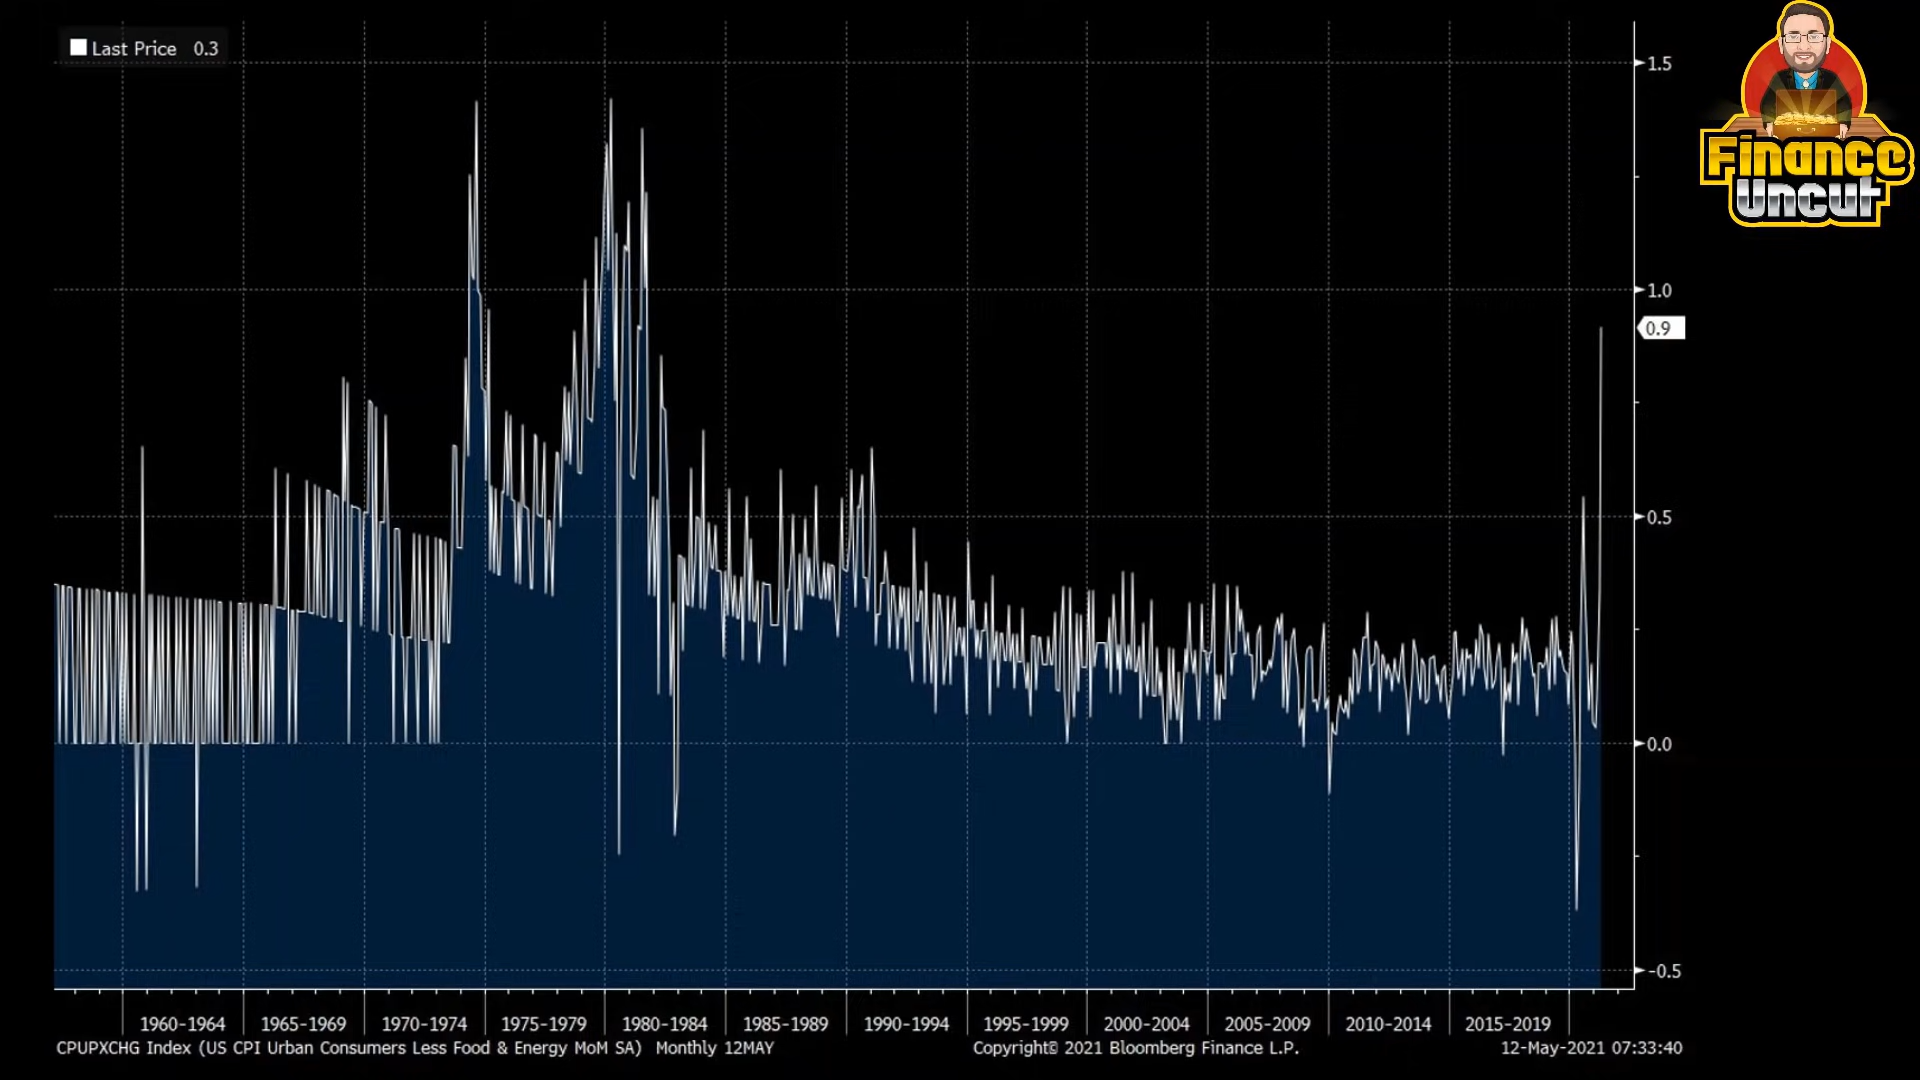 Last Price 0.3
Finance
Uncut
1.5
1.0
0.9
0.5
0.0
-0.5
1960-1964 1965-1969 1970-1974 1975-1979 1980-1984 1985-1989 1990-1994 1995-1999 2000-2004 2005-2009 2010-2014 2015-2019
CPUPXCHG Index (US CPI Urban Consumers Less Food & Energy MoM SA) Monthly 12MAY Copyright© 2021 Bloomberg Finance L.P. 12-May-2021 07:33:40